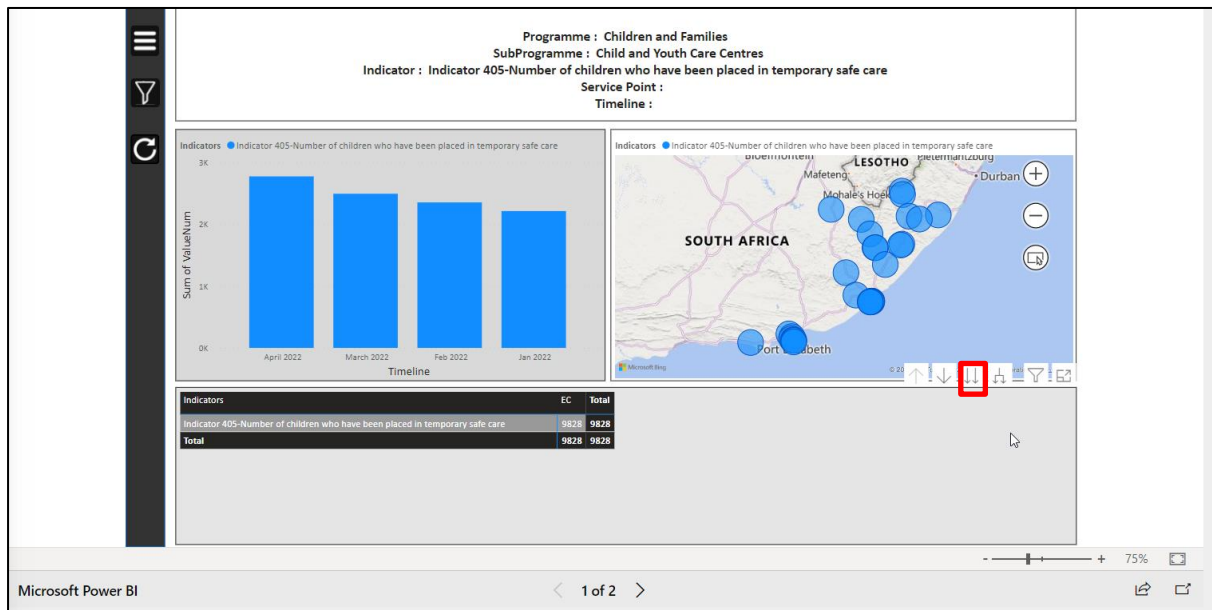 Programme : Children and Families
SubProgramme : Child and Youth Care Centres
Indicator : Indicator 405-Number of children who have been placed in temporary safe care
Service Point :
Timeline :
Indicators Indicator 405-Number of children who have been placed in temporary safe care
3K
2K
1K
0K
Sum of ValueNum
April 2022 March 2022 Feb 2022 Jan 2022
Timeline
Indicators Indicator 405-Number of children who have been placed in temporary safe care
LESOTHO
Mafeteng
Durban
SOUTH AFRICA
Microsoft Bing
Indicators EC Total
Indicator 405-Number of children who have been placed in temporary safe care 9828 9828
Total 9828 9828
- + 75%
Microsoft Power BI
1 of 2